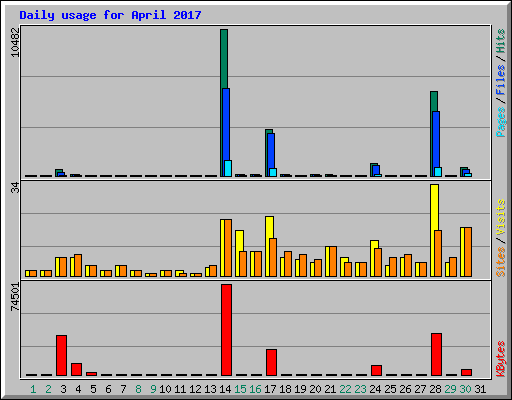 Daily usage for April 2017
10482
34
74501
Pages / Files / Hits
Sites / Visits
KBytes
1 2 3 4 5 6 7 8 9 10 11 12 13 14 15 16 17 18 19 20 21 22 23 24 25 26 27 28 29 30 31